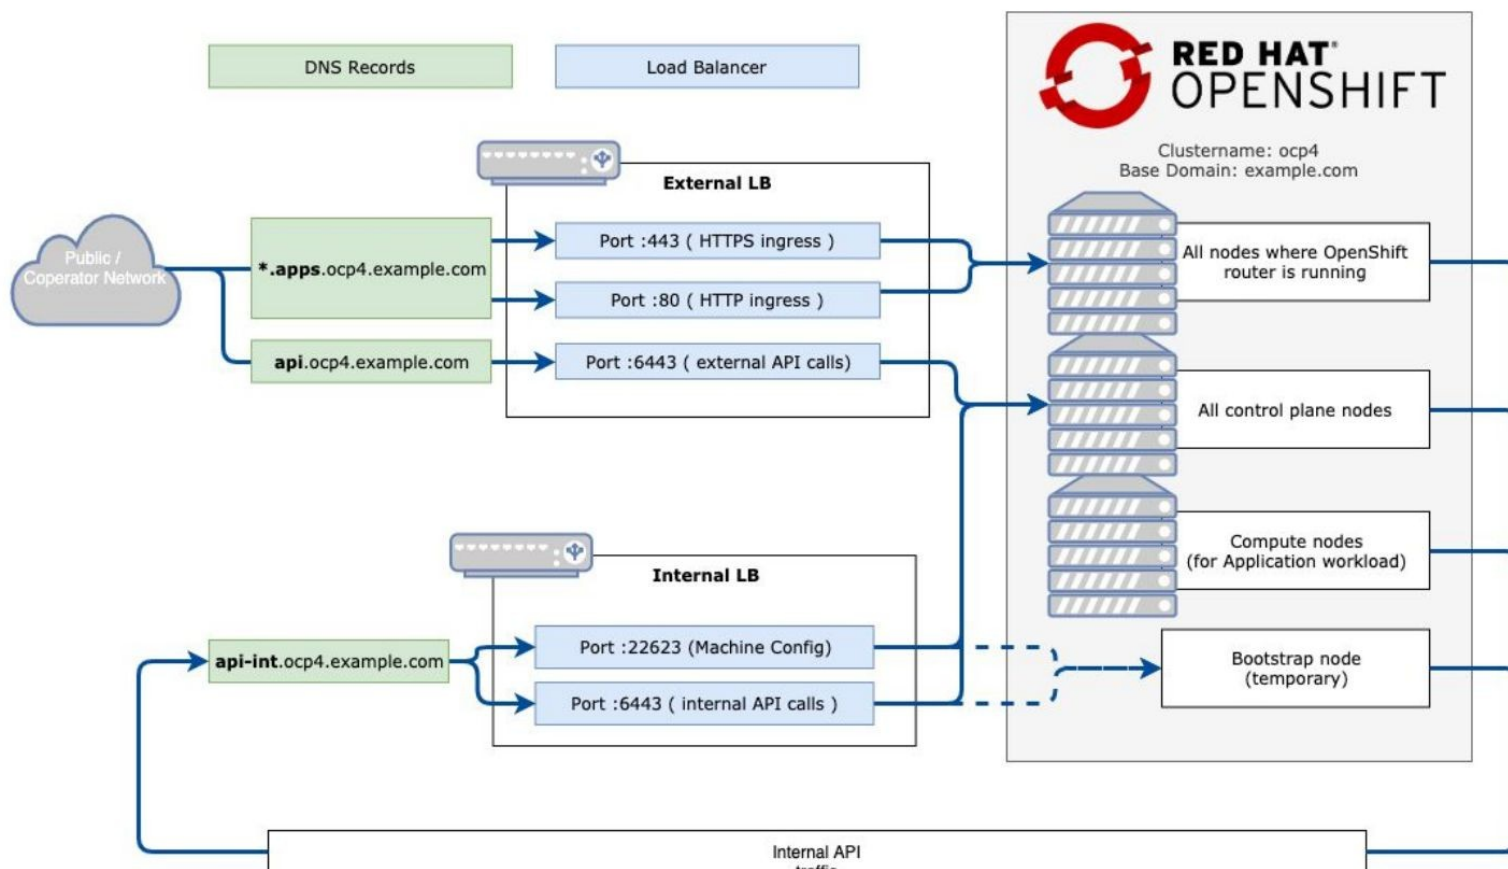 DNS Records
Load Balancer
RED HAT®
OPENSHIFT
Clustername: ocp4
Base Domain: example.com
External LB
Public /
Coperator Network
*.apps.ocp4.example.com
Port :443 ( HTTPS ingress )
Port :80 ( HTTP ingress )
All nodes where OpenShift
router is running
api.ocp4.example.com
Port :6443 ( external API calls)
All control plane nodes
Compute nodes
(for Application workload)
Internal LB
api-int.ocp4.example.com
Port :22623 (Machine Config)
Port :6443 ( internal API calls )
Bootstrap node
(temporary)
Internal API
traffic